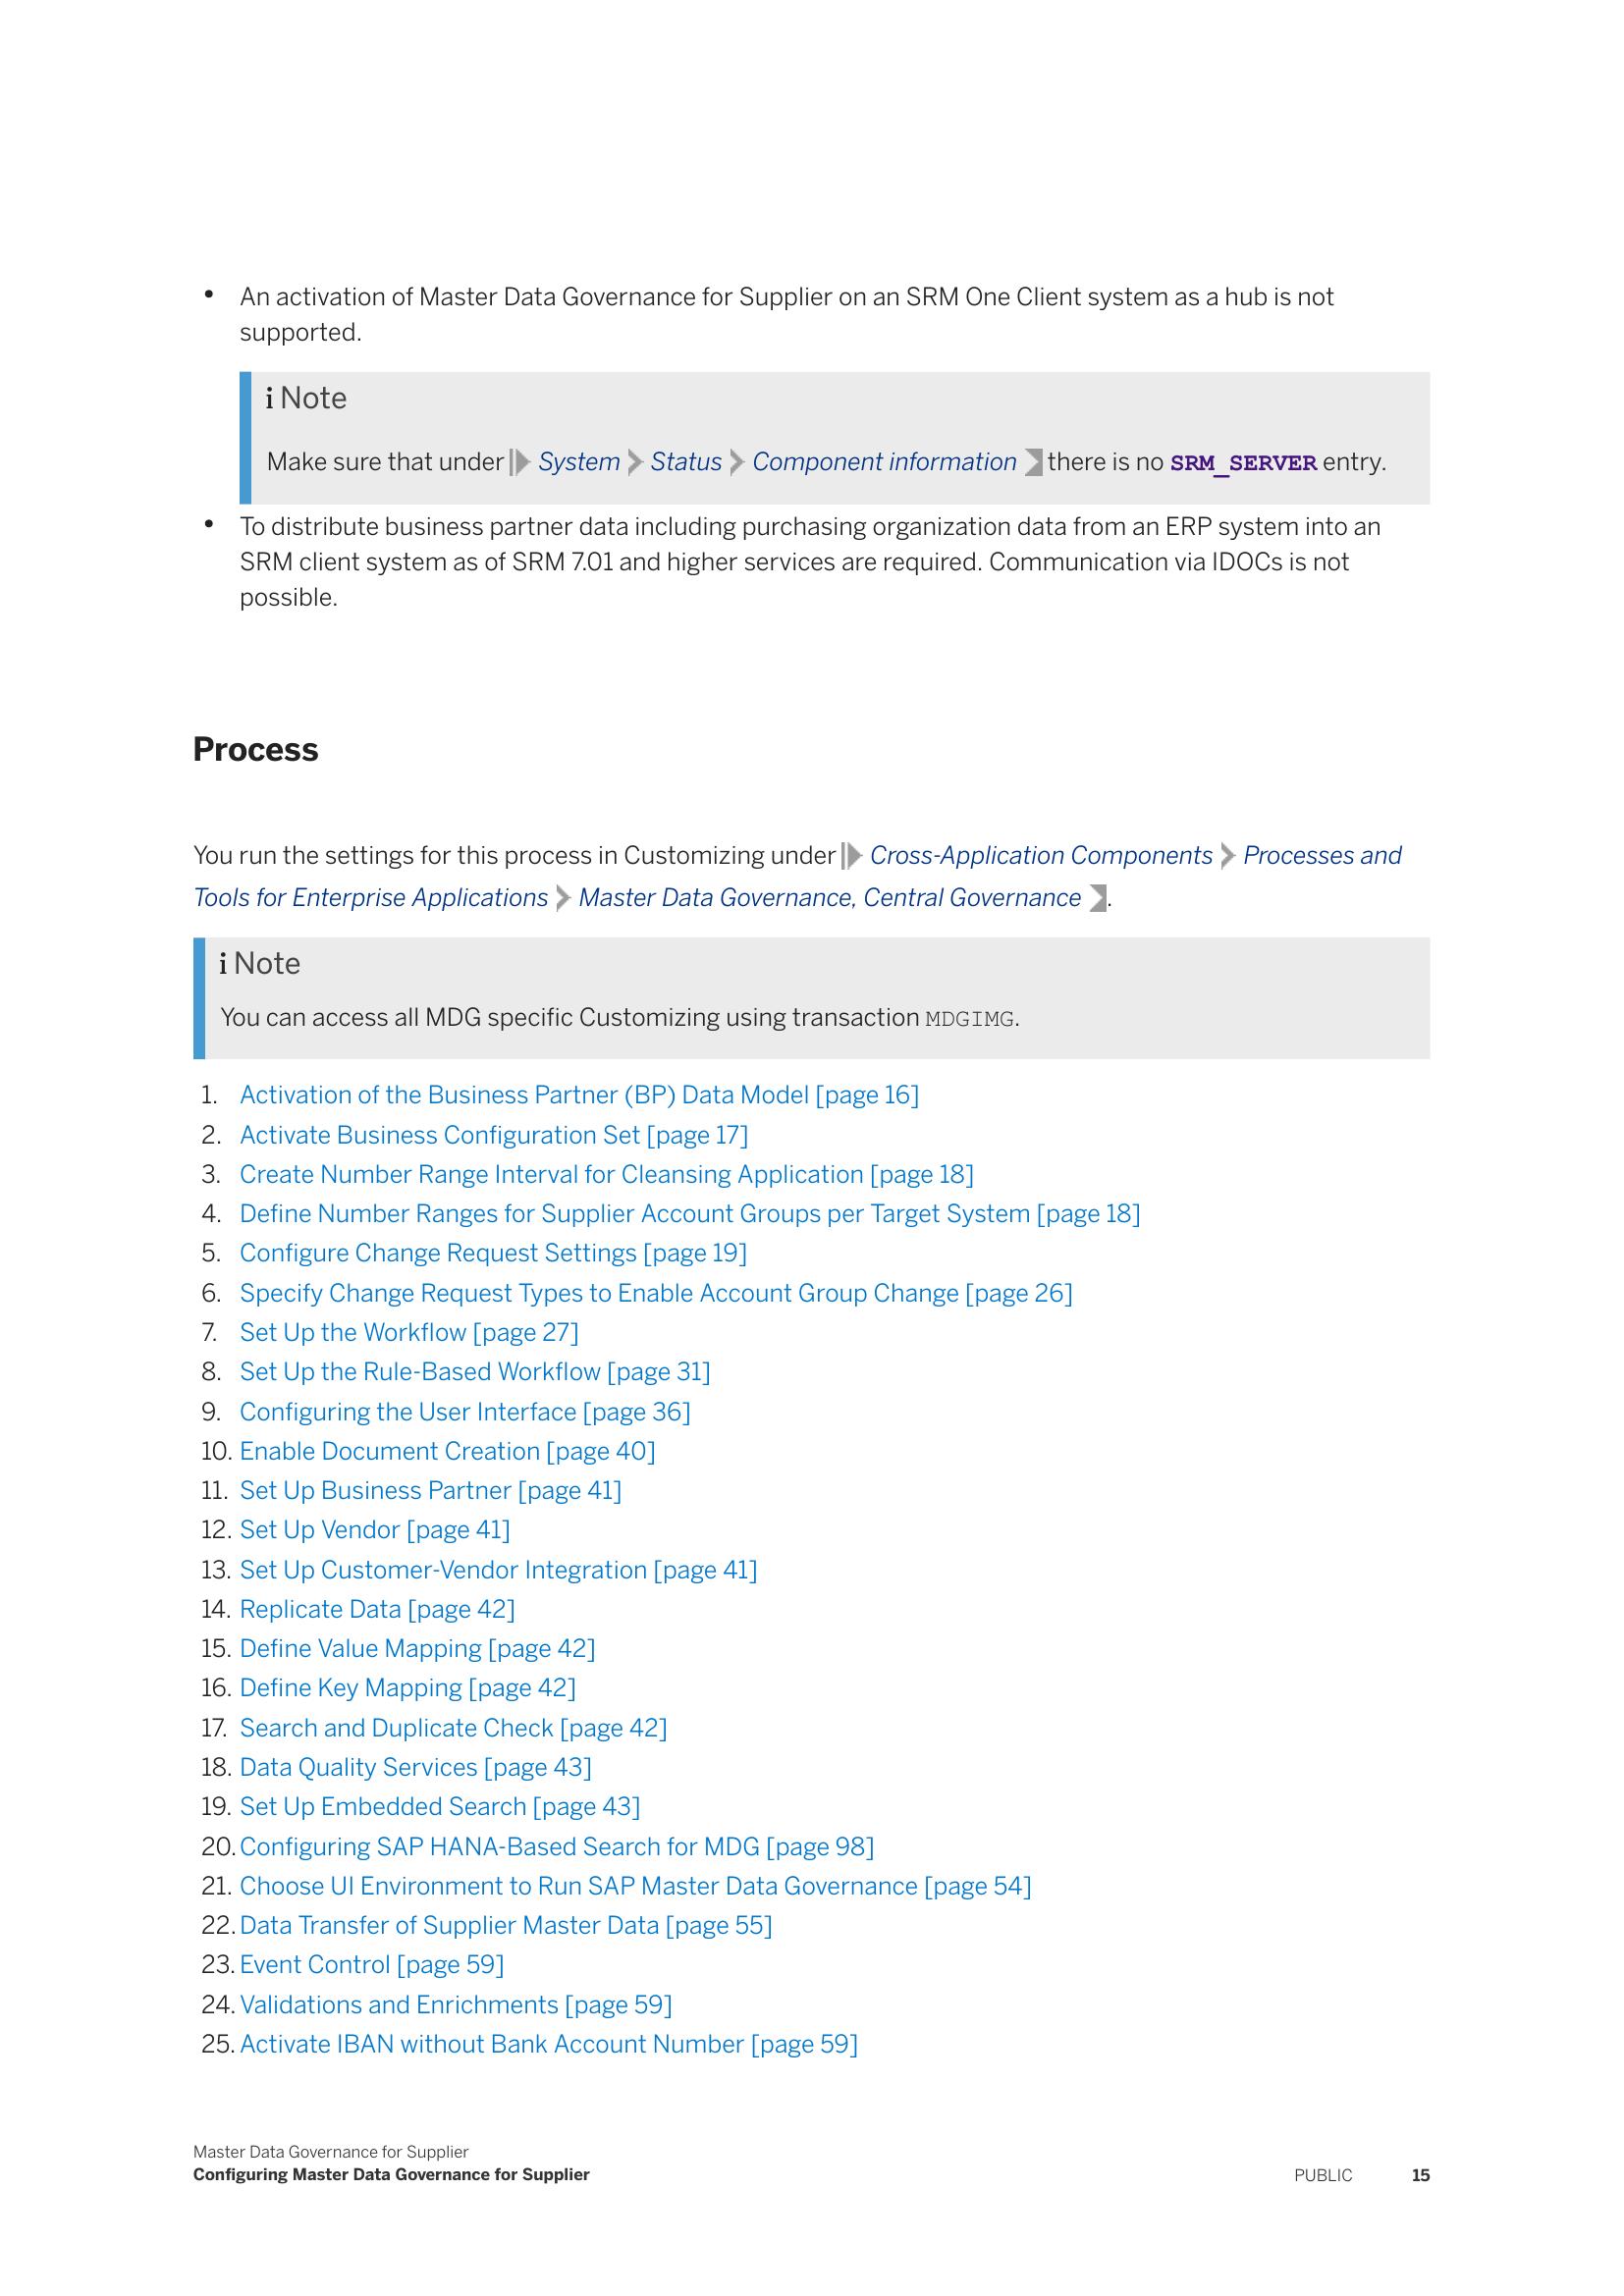 • An activation of Master Data Governance for Supplier on an SRM One Client system as a hub is not
supported.
i Note
Make sure that under System Status Component information there is no SRM_SERVER entry.
• To distribute business partner data including purchasing organization data from an ERP system into an
SRM client system as of SRM 7.01 and higher services are required. Communication via IDOCs is not
possible.
Process
You run the settings for this process in Customizing under Cross-Application Components Processes and
Tools for Enterprise Applications Master Data Governance, Central Governance .
i Note
You can access all MDG specific Customizing using transaction MDGIMG.
1. Activation of the Business Partner (BP) Data Model [page 16]
2. Activate Business Configuration Set [page 17]
3. Create Number Range Interval for Cleansing Application [page 18]
4. Define Number Ranges for Supplier Account Groups per Target System [page 18]
5. Configure Change Request Settings [page 19]
6. Specify Change Request Types to Enable Account Group Change [page 26]
7. Set Up the Workflow [page 27]
8. Set Up the Rule-Based Workflow [page 31]
9. Configuring the User Interface [page 36]
10. Enable Document Creation [page 40]
11. Set Up Business Partner [page 41]
12. Set Up Vendor [page 41]
13. Set Up Customer-Vendor Integration [page 41]
14. Replicate Data [page 42]
15. Define Value Mapping [page 42]
16. Define Key Mapping [page 42]
17. Search and Duplicate Check [page 42]
18. Data Quality Services [page 43]
19. Set Up Embedded Search [page 43]
20. Configuring SAP HANA-Based Search for MDG [page 98]
21. Choose UI Environment to Run SAP Master Data Governance [page 54]
22. Data Transfer of Supplier Master Data [page 55]
23. Event Control [page 59]
24. Validations and Enrichments [page 59]
25. Activate IBAN without Bank Account Number [page 59]
Master Data Governance for Supplier
Configuring Master Data Governance for Supplier PUBLIC 15